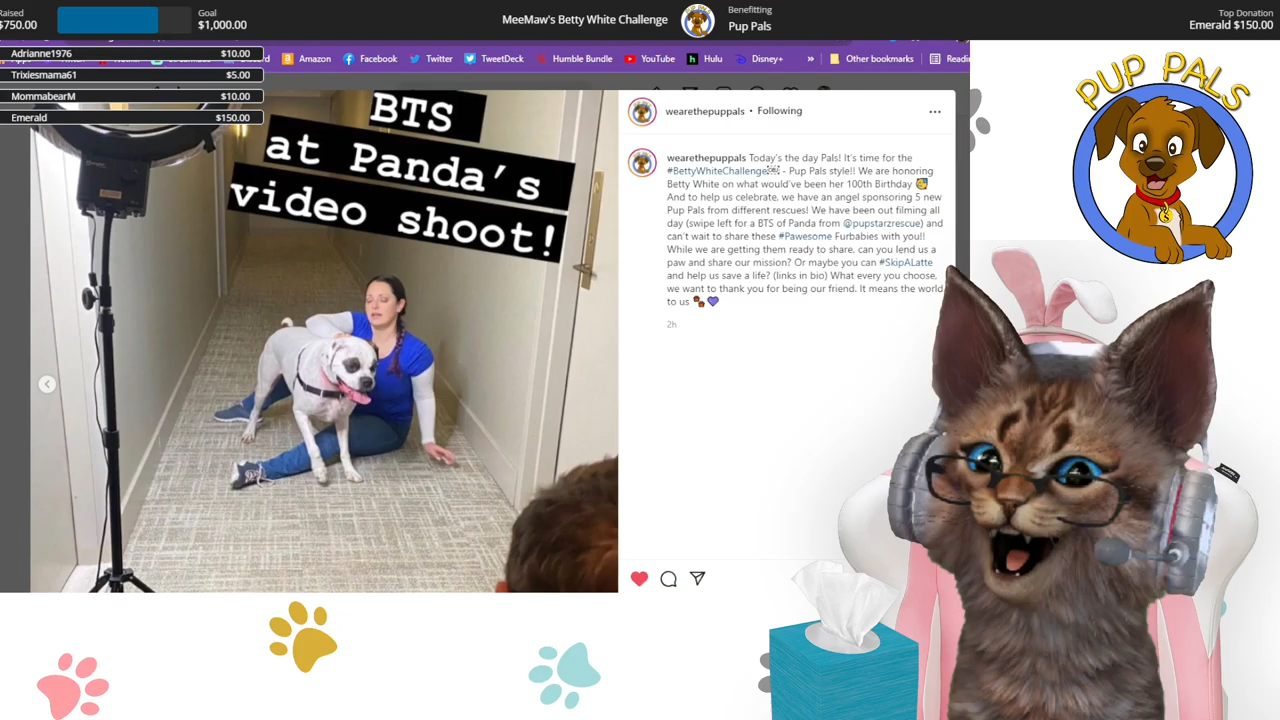 Raised
$750.00
Goal
$1,000.00
MeeMaw's Betty White Challenge
Benefitting
Pup Pals
Top Donation
Emerald $150.00
Adrianne1976 $10.00
Trixiesmama61 $5.00
MommabearM $10.00
Emerald $150.00
Amazon
Facebook
Twitter
TweetDeck
Humble Bundle
YouTube
Hulu
Disney+
»
Other bookmarks
BTS
at Panda's
video shoot!
wearethepuppals • Following
wearethepuppals Today's the day Pals! It's time for the
#BettyWhiteChallenge - Pup Pals style!! We are honoring
Betty White on what would've been her 100th Birthday
And to help us celebrate, we have an angel sponsoring 5 new
Pup Pals from different rescues! We have been out filming all
day (swipe left for a BTS of Panda from @pupstarzrescue) and
can't wait to share these #Pawesome Furbabies with you!!
While we are getting them ready to share, can you lend us a
paw and share our mission? Or maybe you can #SkipALatte
and help us save a life? (links in bio) What every you choose,
we want to thank you for being our friend. It means the world
to us
2h
PUP PALS